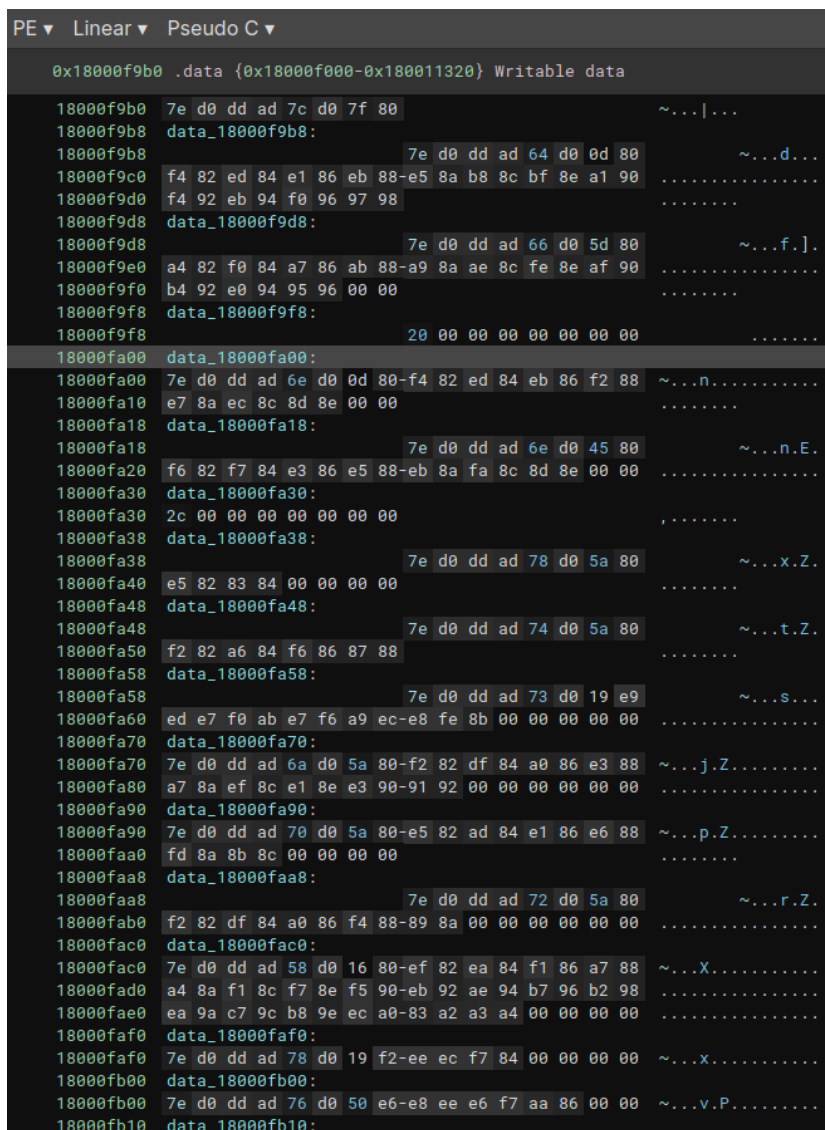 PE ▾ Linear ▾ Pseudo C ▾
0x18000f9b0 .data {0x18000f000-0x180011320} Writable data
18000f9b0 7e d0 dd ad 7c d0 7f 80 ~...|...
18000f9b8 data_18000f9b8:
18000f9b8 7e d0 dd ad 64 d0 0d 80 ~...d...
18000f9c0 f4 82 ed 84 e1 86 eb 88-e5 8a b8 8c bf 8e a1 90 ................
18000f9d0 f4 92 eb 94 f0 96 97 98 ........
18000f9d8 data_18000f9d8:
18000f9d8 7e d0 dd ad 66 d0 5d 80 ~...f.].
18000f9e0 a4 82 f0 84 a7 86 ab 88-a9 8a ae 8c fe 8e af 90 ................
18000f9f0 b4 92 e0 94 95 96 00 00 ........
18000f9f8 data_18000f9f8:
18000f9f8 20 00 00 00 00 00 00 00 .......
18000fa00 data_18000fa00:
18000fa00 7e d0 dd ad 6e d0 0d 80-f4 82 ed 84 eb 86 f2 88 ~...n...........
18000fa10 e7 8a ec 8c 8d 8e 00 00 ........
18000fa18 data_18000fa18:
18000fa18 7e d0 dd ad 6e d0 45 80 ~...n.E.
18000fa20 f6 82 f7 84 e3 86 e5 88-eb 8a fa 8c 8d 8e 00 00 ................
18000fa30 data_18000fa30:
18000fa30 2c 00 00 00 00 00 00 00 ,.......
18000fa38 data_18000fa38:
18000fa38 7e d0 dd ad 78 d0 5a 80 ~...x.Z.
18000fa40 e5 82 83 84 00 00 00 00 ........
18000fa48 data_18000fa48:
18000fa48 7e d0 dd ad 74 d0 5a 80 ~...t.Z.
18000fa50 f2 82 a6 84 f6 86 87 88 ........
18000fa58 data_18000fa58:
18000fa58 7e d0 dd ad 73 d0 19 e9 ~...s...
18000fa60 ed e7 f0 ab e7 f6 a9 ec-e8 fe 8b 00 00 00 00 00 ................
18000fa70 data_18000fa70:
18000fa70 7e d0 dd ad 6a d0 5a 80-f2 82 df 84 a0 86 e3 88 ~...j.Z.........
18000fa80 a7 8a ef 8c e1 8e e3 90-91 92 00 00 00 00 00 00 ................
18000fa90 data_18000fa90:
18000fa90 7e d0 dd ad 70 d0 5a 80-e5 82 ad 84 e1 86 e6 88 ~...p.Z.........
18000faa0 fd 8a 8b 8c 00 00 00 00 ........
18000faa8 data_18000faa8:
18000faa8 7e d0 dd ad 72 d0 5a 80 ~...r.Z.
18000fab0 f2 82 df 84 a0 86 f4 88-89 8a 00 00 00 00 00 00 ................
18000fac0 data_18000fac0:
18000fac0 7e d0 dd ad 58 d0 16 80-ef 82 ea 84 f1 86 a7 88 ~...X...........
18000fad0 a4 8a f1 8c f7 8e f5 90-eb 92 ae 94 b7 96 b2 98 ................
18000fae0 ea 9a c7 9c b8 9e ec a0-83 a2 a3 a4 00 00 00 00 ................
18000faf0 data_18000faf0:
18000faf0 7e d0 dd ad 78 d0 19 f2-ee ec f7 84 00 00 00 00 ~...x...........
18000fb00 data_18000fb00:
18000fb00 7e d0 dd ad 76 d0 50 e6-e8 ee e6 f7 aa 86 00 00 ~...v.P.........
18000fb10 data_18000fb10: